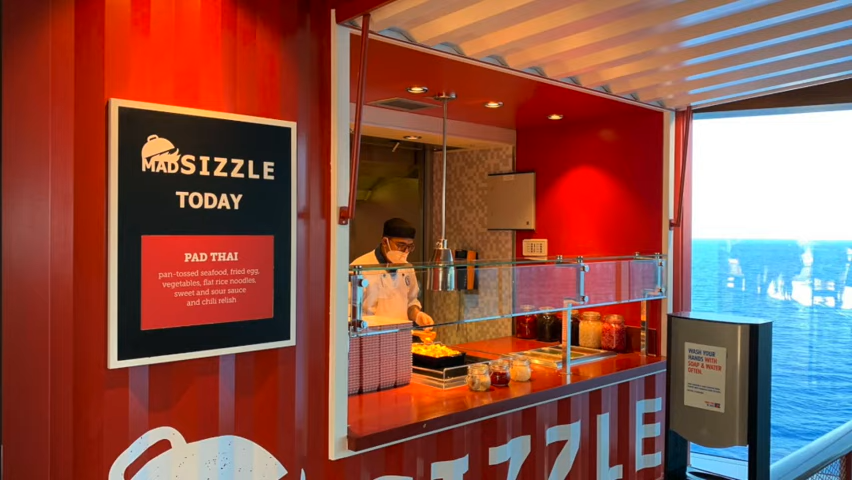 MADSIZZLE
TODAY
PAD THAI
pan-tossed seafood, fried egg,
vegetables, flat rice noodles,
sweet and sour sauce
and chili relish
WASH YOUR
HANDS WITH
SOAP & WATER
OFTEN.
SIZZLE